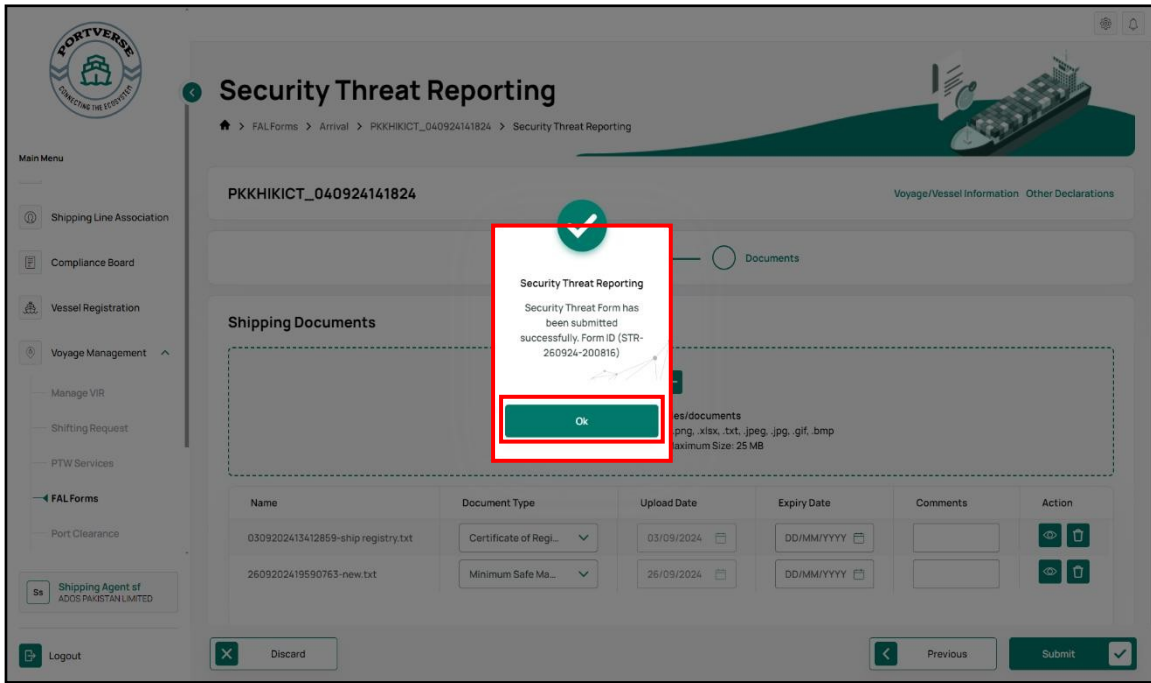 PORTVERSE
CONNECTING THE ECOSYSTEM
Security Threat Reporting
> FAL Forms > Arrival > PKKHIKICT_040924141824 > Security Threat Reporting
Main Menu
Shipping Line Association
Compliance Board
Vessel Registration
Voyage Management
Manage VIR
Shifting Request
PTW Services
FAL Forms
Port Clearance
Ss
Shipping Agent sf
ADOS PAKISTAN LIMITED
Logout
PKKHIKICT_040924141824
Voyage/Vessel Information Other Declarations
Documents
Security Threat Reporting
Security Threat Form has
been submitted
successfully. Form ID (STR-
260924-200816)
Ok
Shipping Documents
es/documents
.png, .xlsx, .txt, .jpeg, .jpg, .gif, .bmp
Maximum Size: 25 MB
Name Document Type Upload Date Expiry Date Comments Action
0309202413412859-ship registry.txt Certificate of Regi... 03/09/2024 DD/MM/YYYY
2609202419590763-new.txt Minimum Safe Ma... 26/09/2024 DD/MM/YYYY
Discard
Previous
Submit